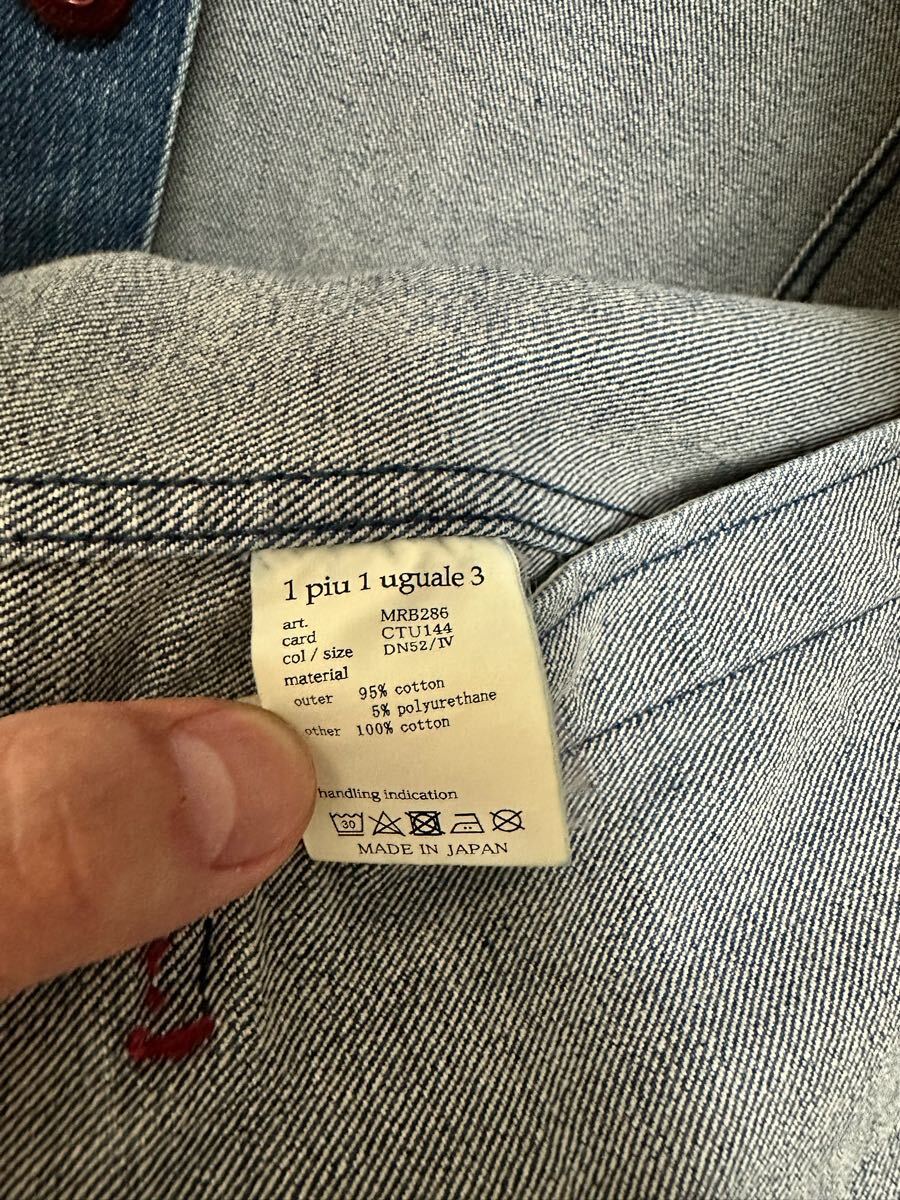 1 piu 1 uguale 3
art. MRB286
card CTU144
col / size DN52/IV
material
outer 95% cotton
5% polyurethane
other 100% cotton
handling indication
30
MADE IN JAPAN